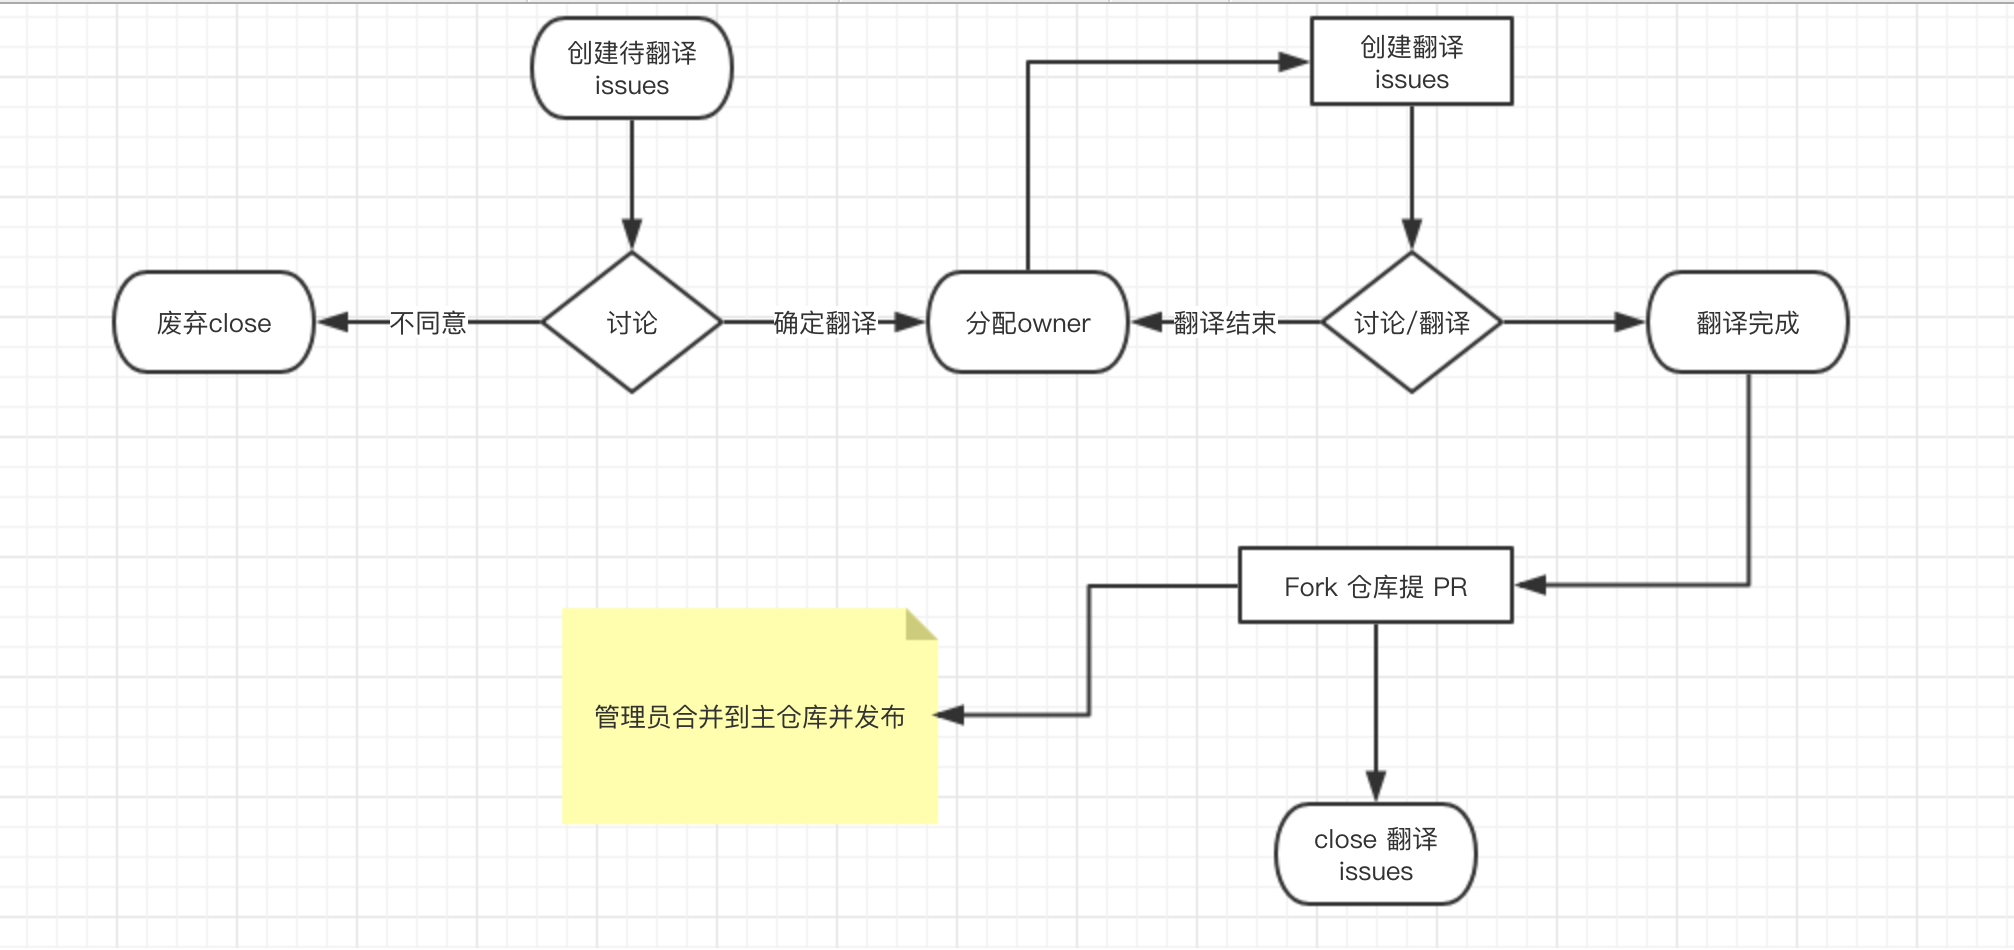 创建待翻译
issues
创建翻译
issues
废弃close
不同意
讨论
确定翻译
分配owner
翻译结束
讨论/翻译
翻译完成
Fork 仓库提 PR
管理员合并到主仓库并发布
close 翻译
issues